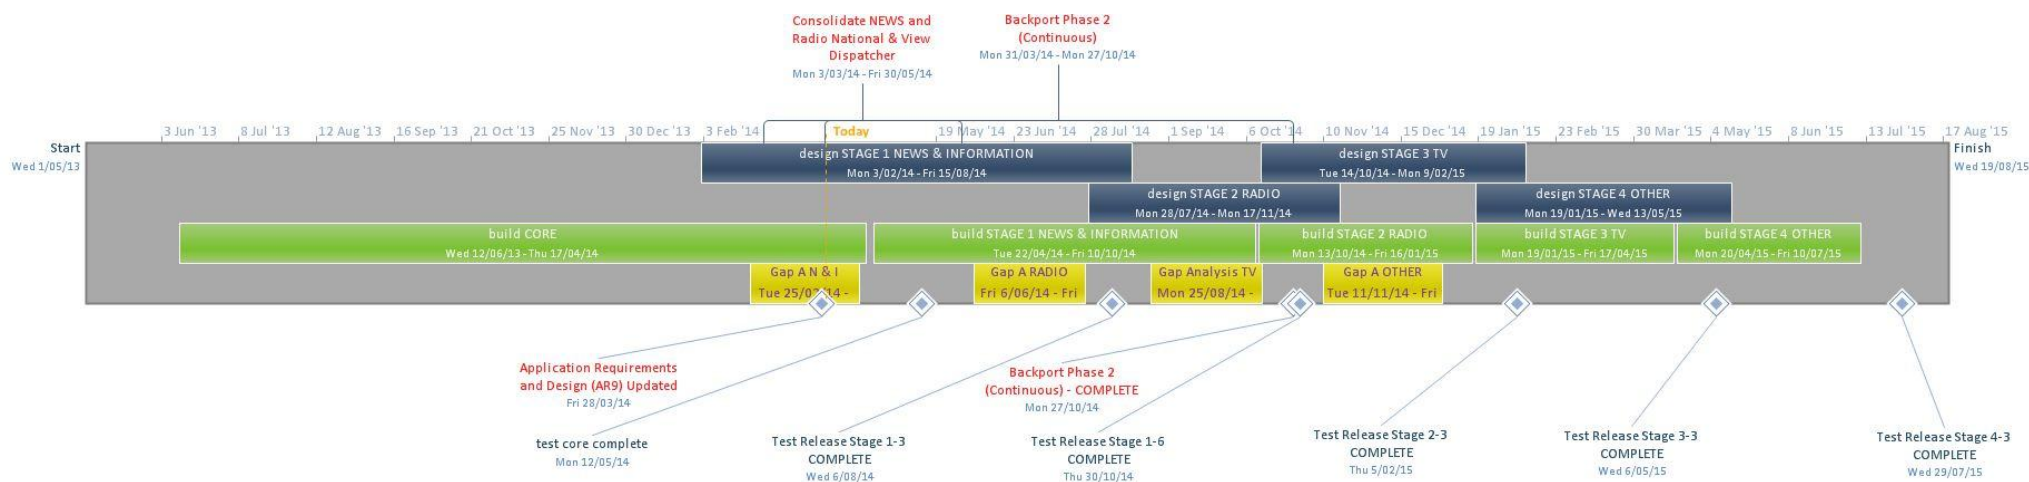 Consolidate NEWS and
Radio National & View
Dispatcher
Mon 3/03/14 - Fri 30/05/14
Backport Phase 2
(Continuous)
Mon 31/03/14 - Mon 27/10/14
3 Jun '13
8 Jul '13
12 Aug '13
16 Sep '13
21 Oct '13
25 Nov '13
30 Dec '13
3 Feb '14
Today
19 May '14
23 Jun '14
28 Jul '14
1 Sep '14
6 Oct '14
10 Nov '14
15 Dec '14
19 Jan '15
23 Feb '15
30 Mar '15
4 May '15
8 Jun '15
13 Jul '15
17 Aug '15
Start
Wed 1/05/13
Finish
Wed 19/08/15
design STAGE 1 NEWS & INFORMATION
Mon 3/02/14 - Fri 15/08/14
design STAGE 3 TV
Tue 14/10/14 - Mon 9/02/15
design STAGE 2 RADIO
Mon 28/07/14 - Mon 17/11/14
design STAGE 4 OTHER
Mon 19/01/15 - Wed 13/05/15
build CORE
Wed 12/06/13 - Thu 17/04/14
build STAGE 1 NEWS & INFORMATION
Tue 22/04/14 - Fri 10/10/14
build STAGE 2 RADIO
Mon 13/10/14 - Fri 16/01/15
build STAGE 3 TV
Mon 19/01/15 - Fri 17/04/15
build STAGE 4 OTHER
Mon 20/04/15 - Fri 10/07/15
Gap A N & I
Tue 25/02/14 -
Gap A RADIO
Fri 6/06/14 - Fri
Gap Analysis TV
Mon 25/08/14 -
Gap A OTHER
Tue 11/11/14 - Fri
Application Requirements
and Design (AR9) Updated
Fri 28/03/14
test core complete
Mon 12/05/14
Test Release Stage 1-3
COMPLETE
Wed 6/08/14
Backport Phase 2
(Continuous) - COMPLETE
Mon 27/10/14
Test Release Stage 1-6
COMPLETE
Thu 30/10/14
Test Release Stage 2-3
COMPLETE
Thu 5/02/15
Test Release Stage 3-3
COMPLETE
Wed 6/05/15
Test Release Stage 4-3
COMPLETE
Wed 29/07/15